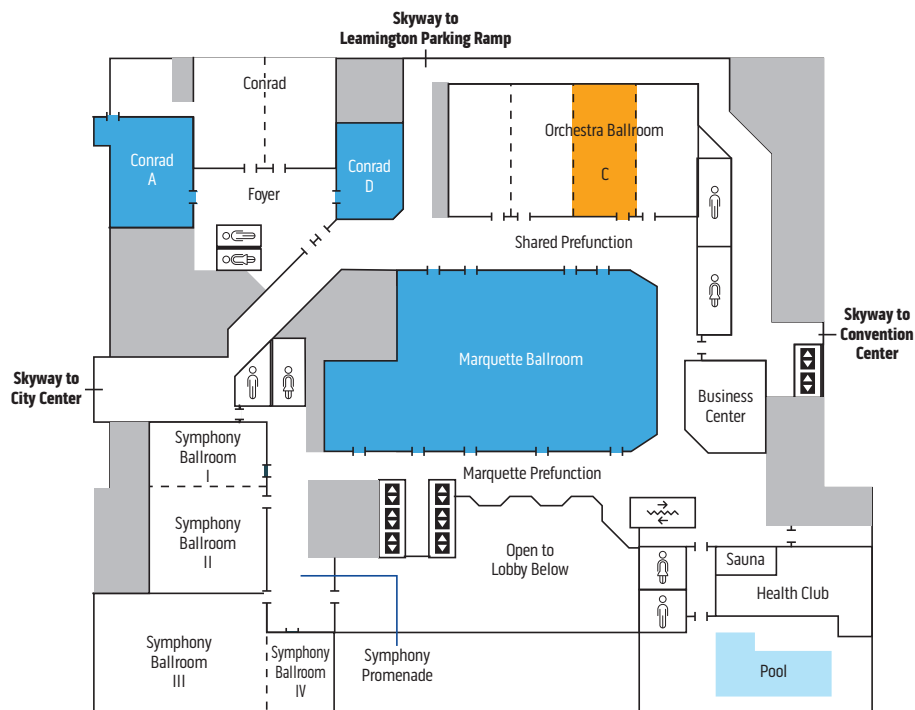 Skyway to
Leamington Parking Ramp
Conrad
Orchestra Ballroom
Conrad
A
Conrad
D
C
Foyer
Shared Prefunction
Skyway to
Convention
Center
Marquette Ballroom
Skyway to
City Center
Business
Center
Symphony
Ballroom
I
Marquette Prefunction
Symphony
Ballroom
II
Open to
Lobby Below
Sauna
Health Club
Symphony
Ballroom
III
Symphony
Ballroom
IV
Symphony
Promenade
Pool